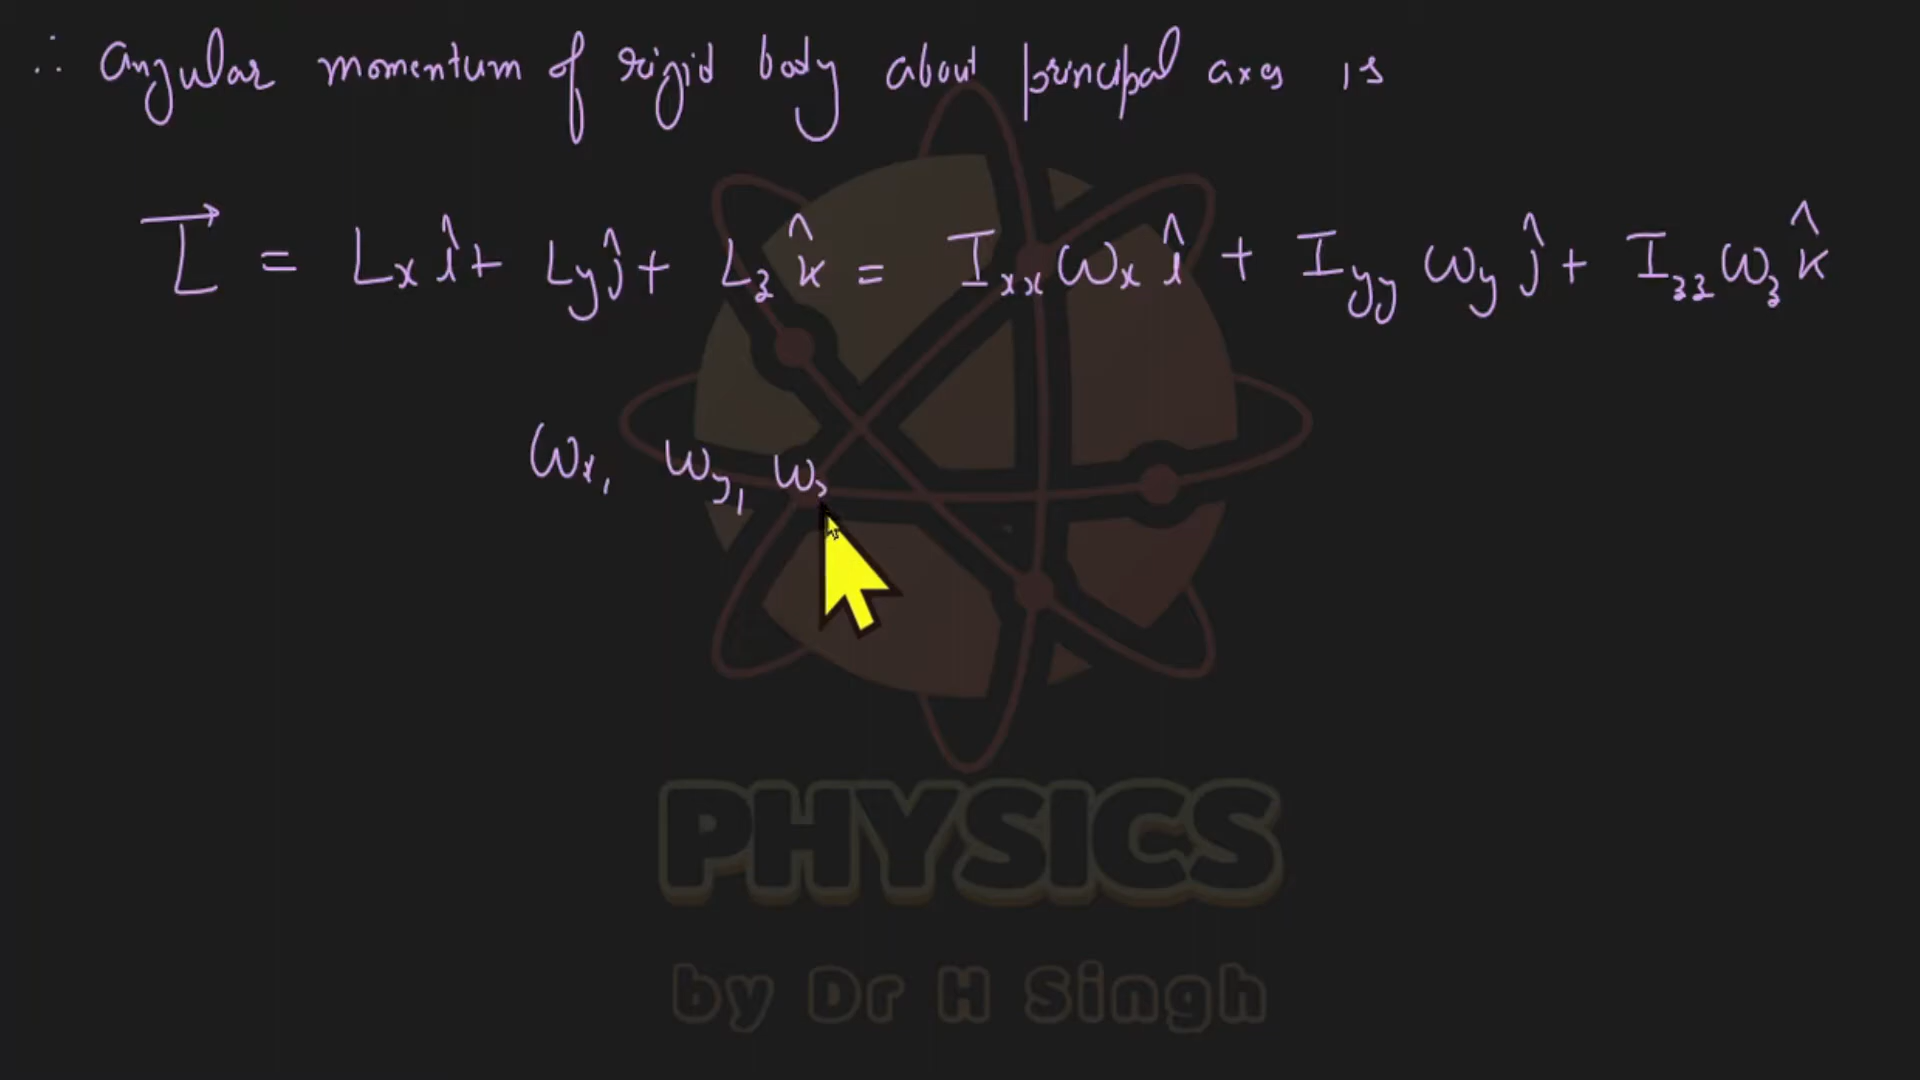 ∴ Angular momentum of rigid body about principal axes is
L⃗ = Lx î + Ly ĵ + Lz k̂ = Ixx ωx î + Iyy ωy ĵ + Izz ωz k̂
ωx, ωy, ωz
PHYSICS
by Dr H Singh